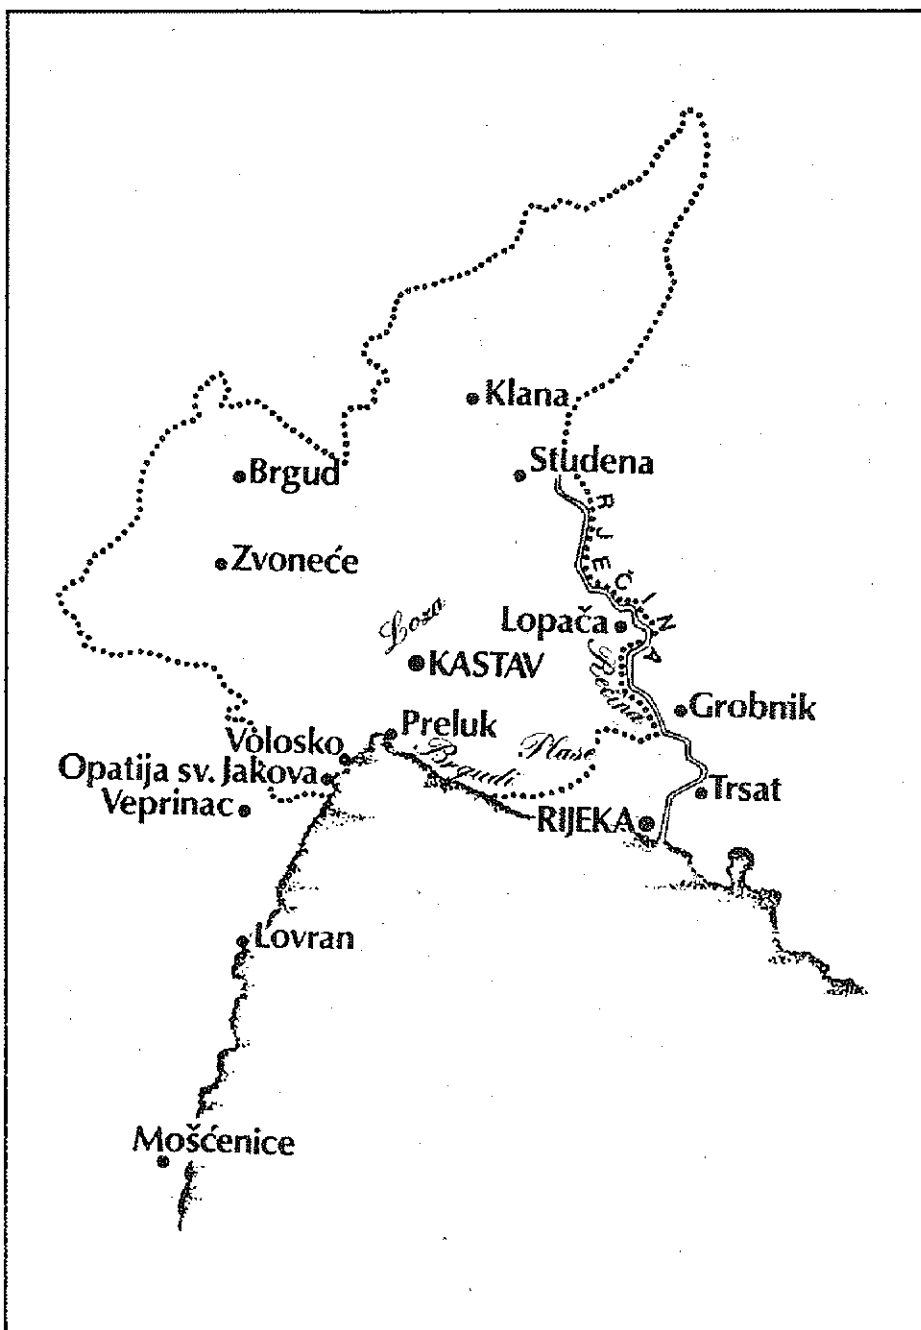 Klana
Studena
Brgud
RJEČINA
Zvoneće
Loza
Lopača
KASTAV
Rečina
Grobnik
Preluk
Plase
Volosko
Brgudi
Opatija sv. Jakova
Trsat
Veprinac
RIJEKA
Lovran
Mošćenice